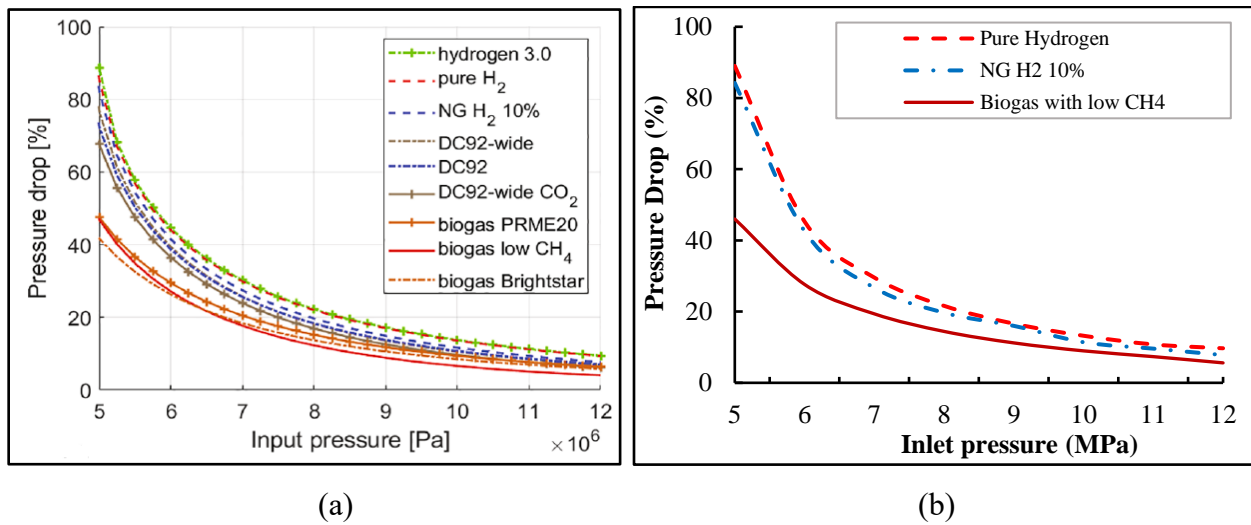 100
80
60
40
20
0
Pressure drop [%]
hydrogen 3.0
pure H2
NG H2 10%
DC92-wide
DC92
DC92-wide CO2
biogas PRME20
biogas low CH4
biogas Brightstar
5 6 7 8 9 10 11 12
Input pressure [Pa]
× 10^6
(a)
100
80
60
40
20
0
Pressure Drop (%)
Pure Hydrogen
NG H2 10%
Biogas with low CH4
5 6 7 8 9 10 11 12
Inlet pressure (MPa)
(b)